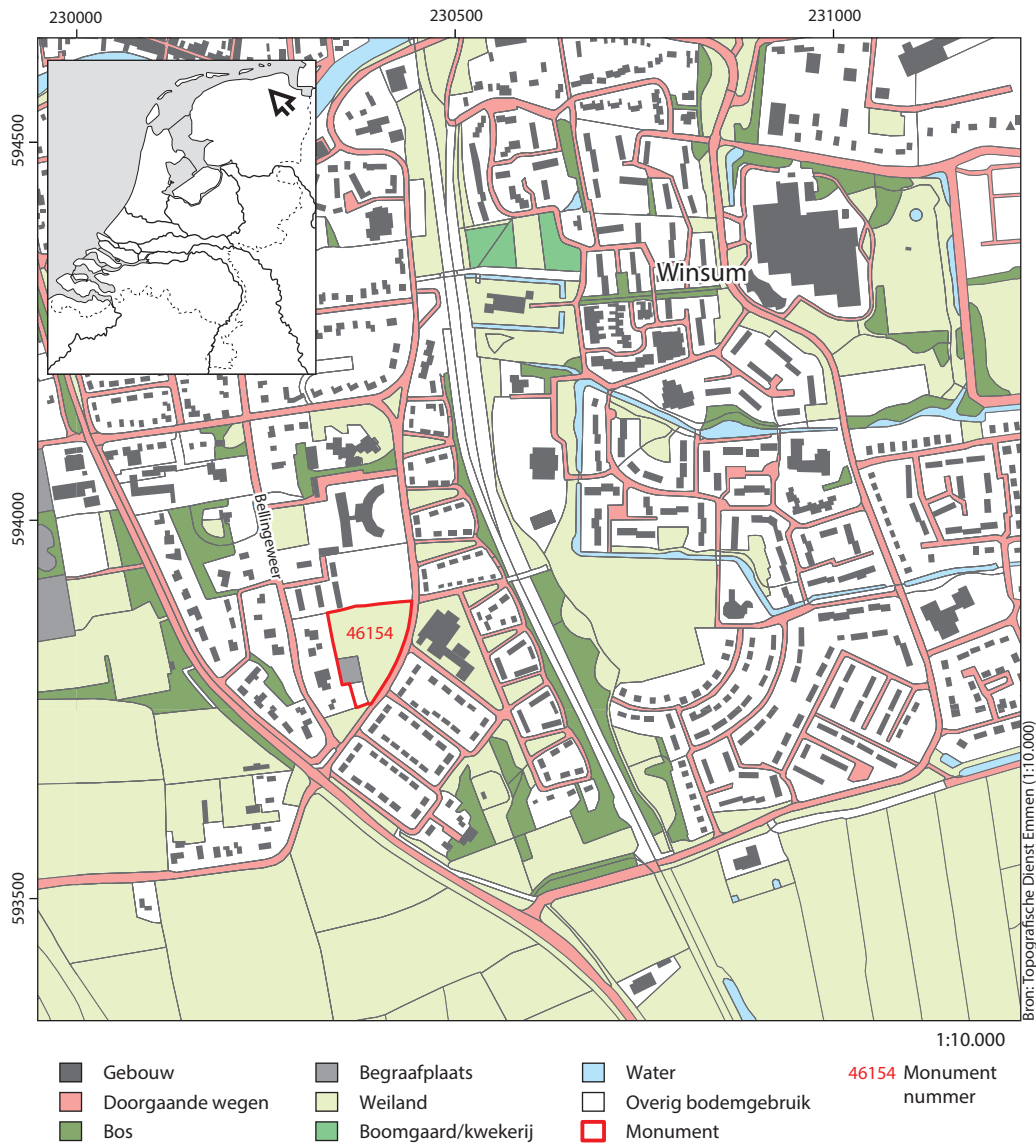 230000
230500
231000
594500
594000
593500
Winsum
Bellingeweer
46154
Bron: Topografische Dienst Emmen (1:10.000)
1:10.000
Gebouw
Doorgaande wegen
Bos
Begraafplaats
Weiland
Boomgaard/kwekerij
Water
Overig bodemgebruik
Monument
46154 Monument
nummer